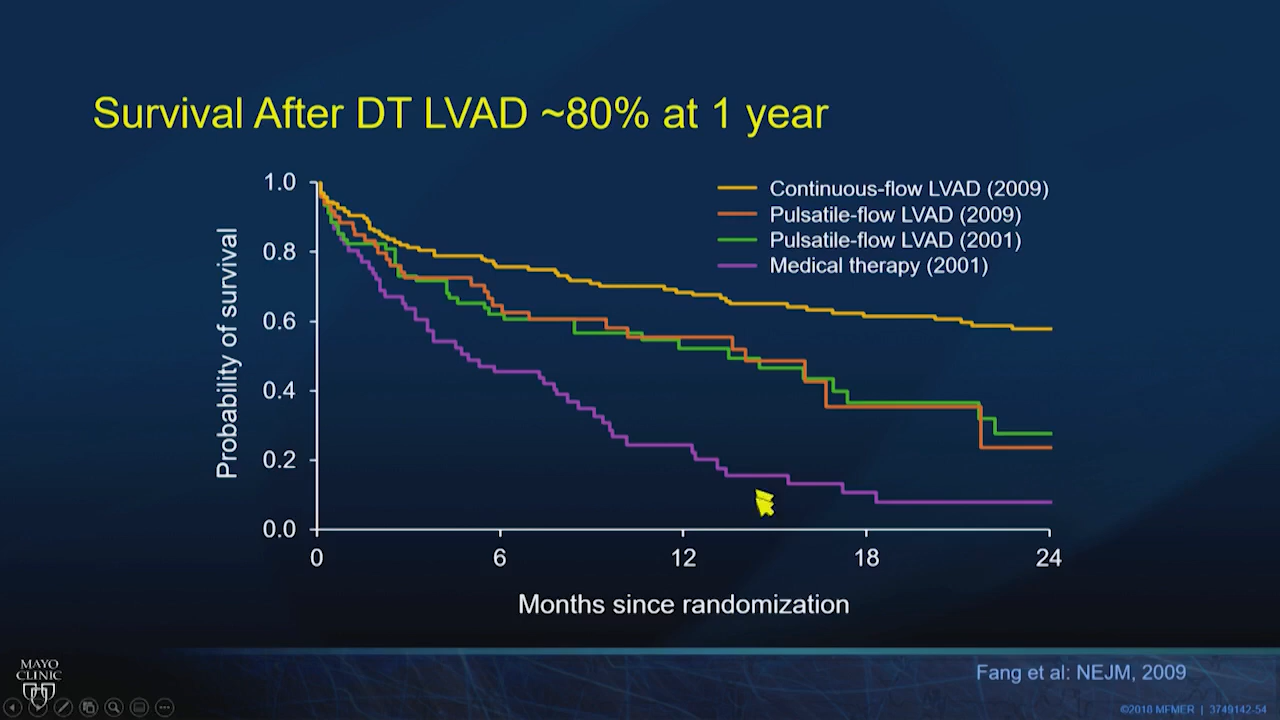 Survival After DT LVAD ~80% at 1 year
Continuous-flow LVAD (2009)
Pulsatile-flow LVAD (2009)
Pulsatile-flow LVAD (2001)
Medical therapy (2001)
Probability of survival
1.0
0.8
0.6
0.4
0.2
0.0
0 6 12 18 24
Months since randomization
MAYO
CLINIC
Fang et al: NEJM, 2009
©2018 MFMER | 3749142-54